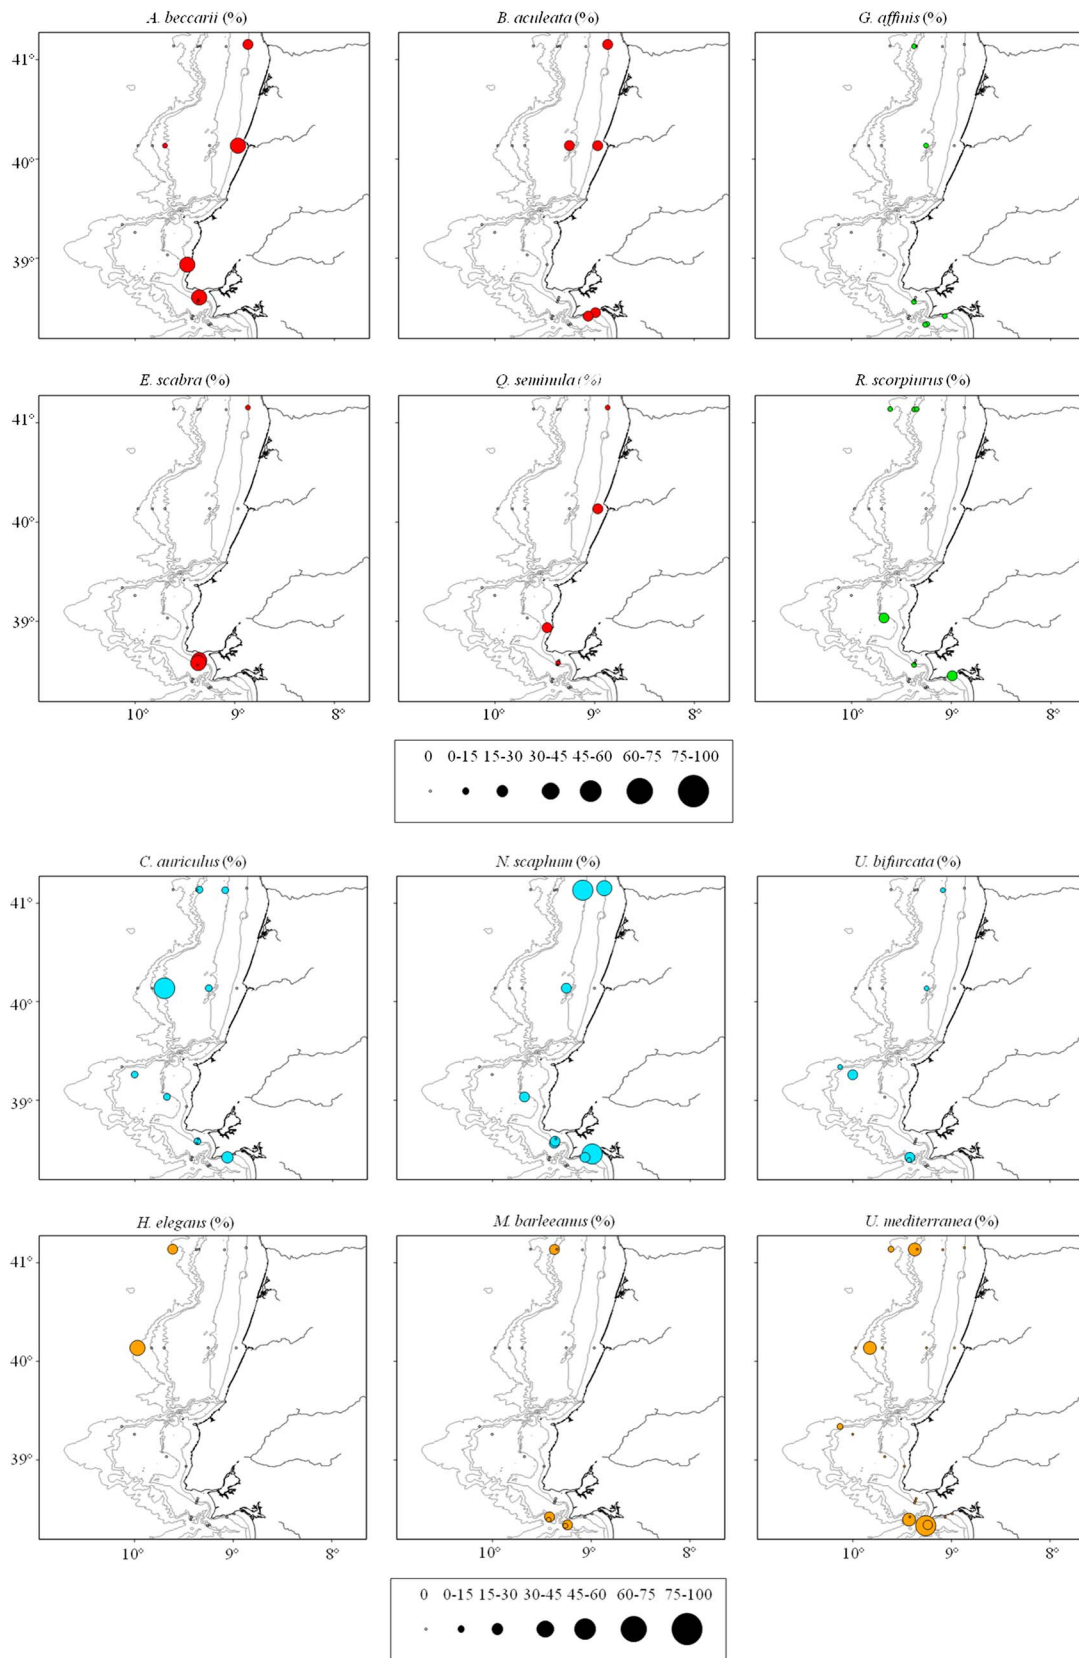 A. beccarii (%) B. aculeata (%) G. affinis (%)
41°
40°
39°
E. scabra (%) Q. seminula (%) R. scorpiurus (%)
41°
40°
39°
10° 9° 8° 10° 9° 8° 10° 9° 8°
0 0-15 15-30 30-45 45-60 60-75 75-100
C. auriculus (%) N. scaphum (%) U. bifurcata (%)
41°
40°
39°
H. elegans (%) M. barleeanus (%) U. mediterranea (%)
41°
40°
39°
10° 9° 8° 10° 9° 8° 10° 9° 8°
0 0-15 15-30 30-45 45-60 60-75 75-100